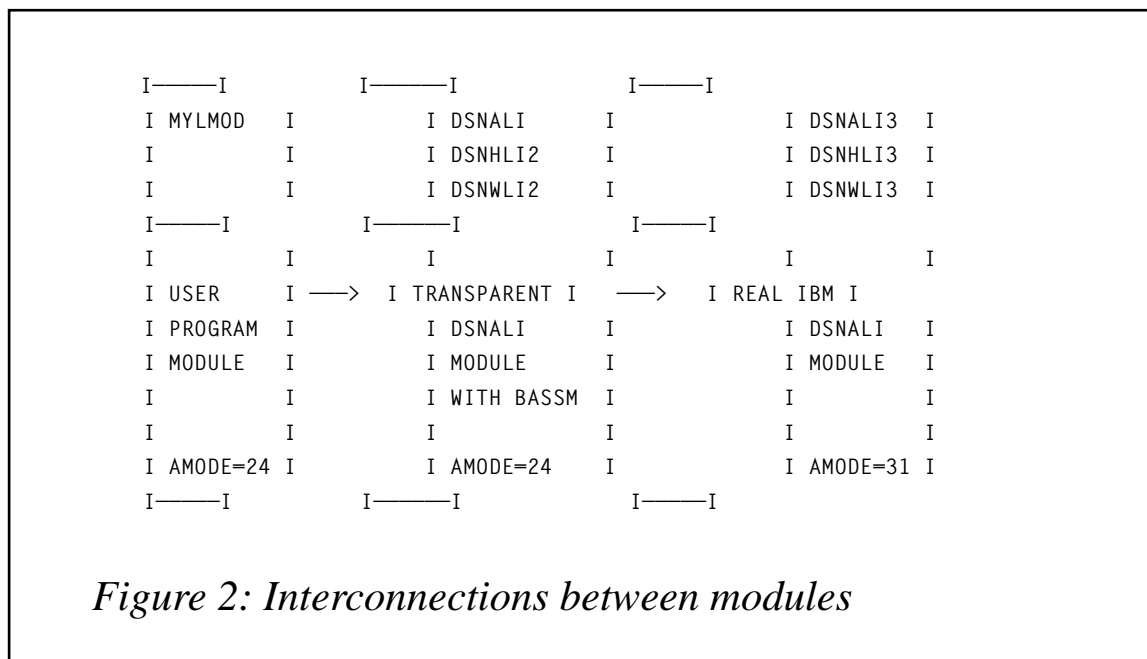 I—————I I——————I I—————I
I MYLMOD I I DSNALI I I DSNALI3 I
I I I DSNHLI2 I I DSNHLI3 I
I I I DSNWLI2 I I DSNWLI3 I
I—————I I——————I I—————I
I I I I I I
I USER I ———> I TRANSPARENT I ———> I REAL IBM I
I PROGRAM I I DSNALI I I DSNALI I
I MODULE I I MODULE I I MODULE I
I I I WITH BASSM I I I
I I I I I I
I AMODE=24 I I AMODE=24 I I AMODE=31 I
I—————I I——————I I—————I
Figure 2: Interconnections between modules